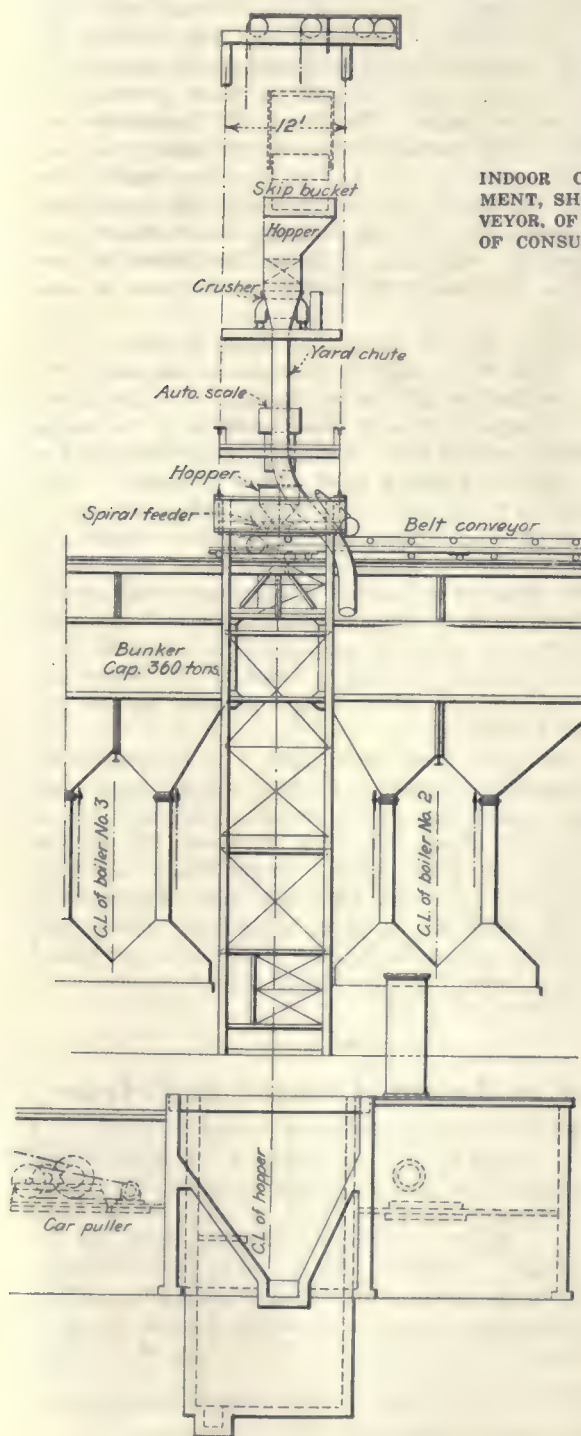 12'
INDOOR
MENT, SH
VEYOR, OF
OF CONSU
Skip bucket
Hopper
Crusher
Yard chute
Auto. scale
Hopper
Spiral feeder
Belt conveyor
Bunker
Cap. 360 tons
C.L. of boiler No. 3
C.L. of boiler No. 2
C.L. of hopper
Car puller